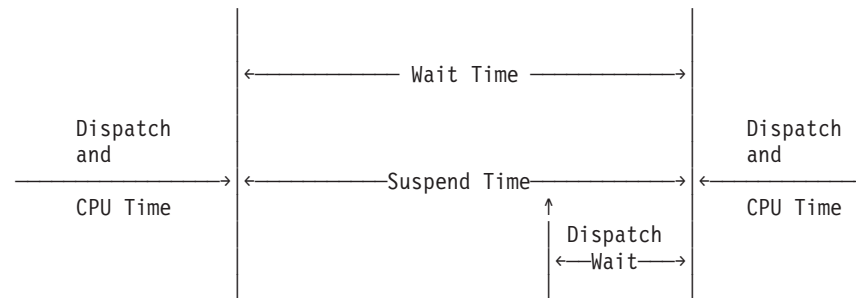 Wait Time
Dispatch
and
CPU Time
Suspend Time
Dispatch
Wait
Dispatch
and
CPU Time